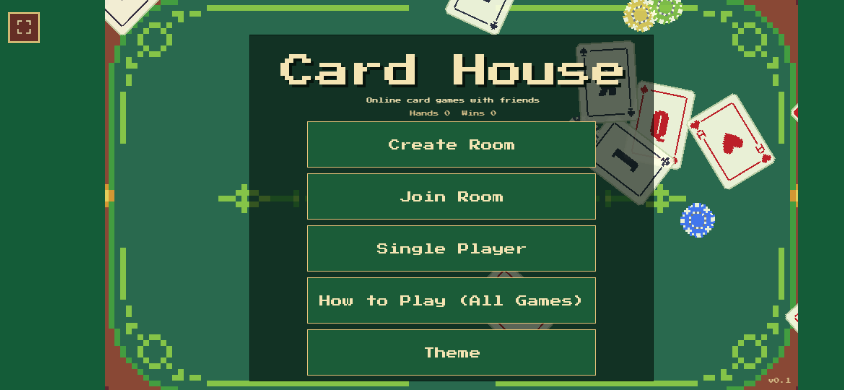 Card House
Online card games with friends
Hands 0 Wins 0
Create Room
Join Room
Single Player
How to Play (All Games)
Theme
K
Q
J
v0.1